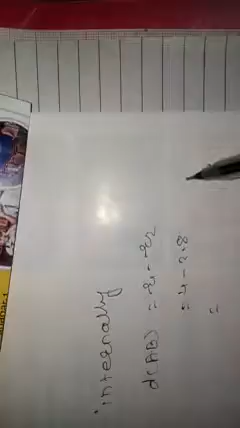 internally
d(AB) = r1 - r2
= 4 - 2.8
=